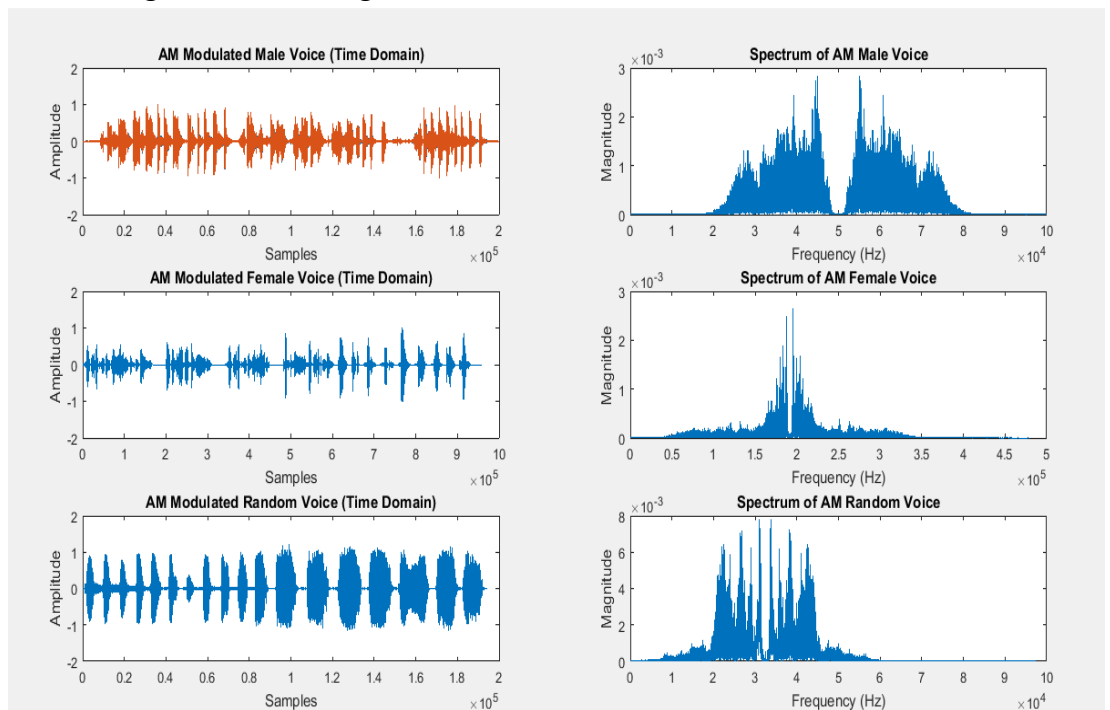 AM Modulated Male Voice (Time Domain)
2
1
0
-1
-2
Amplitude
0 0.2 0.4 0.6 0.8 1 1.2 1.4 1.6 1.8 2
Samples
×10^5
Spectrum of AM Male Voice
×10^-3
3
2
1
0
Magnitude
0 1 2 3 4 5 6 7 8 9 10
Frequency (Hz)
×10^4
AM Modulated Female Voice (Time Domain)
2
1
0
-1
-2
Amplitude
0 1 2 3 4 5 6 7 8 9 10
Samples
×10^5
Spectrum of AM Female Voice
×10^-3
3
2
1
0
Magnitude
0 0.5 1 1.5 2 2.5 3 3.5 4 4.5 5
Frequency (Hz)
×10^5
AM Modulated Random Voice (Time Domain)
2
1
0
-1
-2
Amplitude
0 0.2 0.4 0.6 0.8 1 1.2 1.4 1.6 1.8 2
Samples
×10^5
Spectrum of AM Random Voice
×10^-3
8
6
4
2
0
Magnitude
0 1 2 3 4 5 6 7 8 9 10
Frequency (Hz)
×10^4